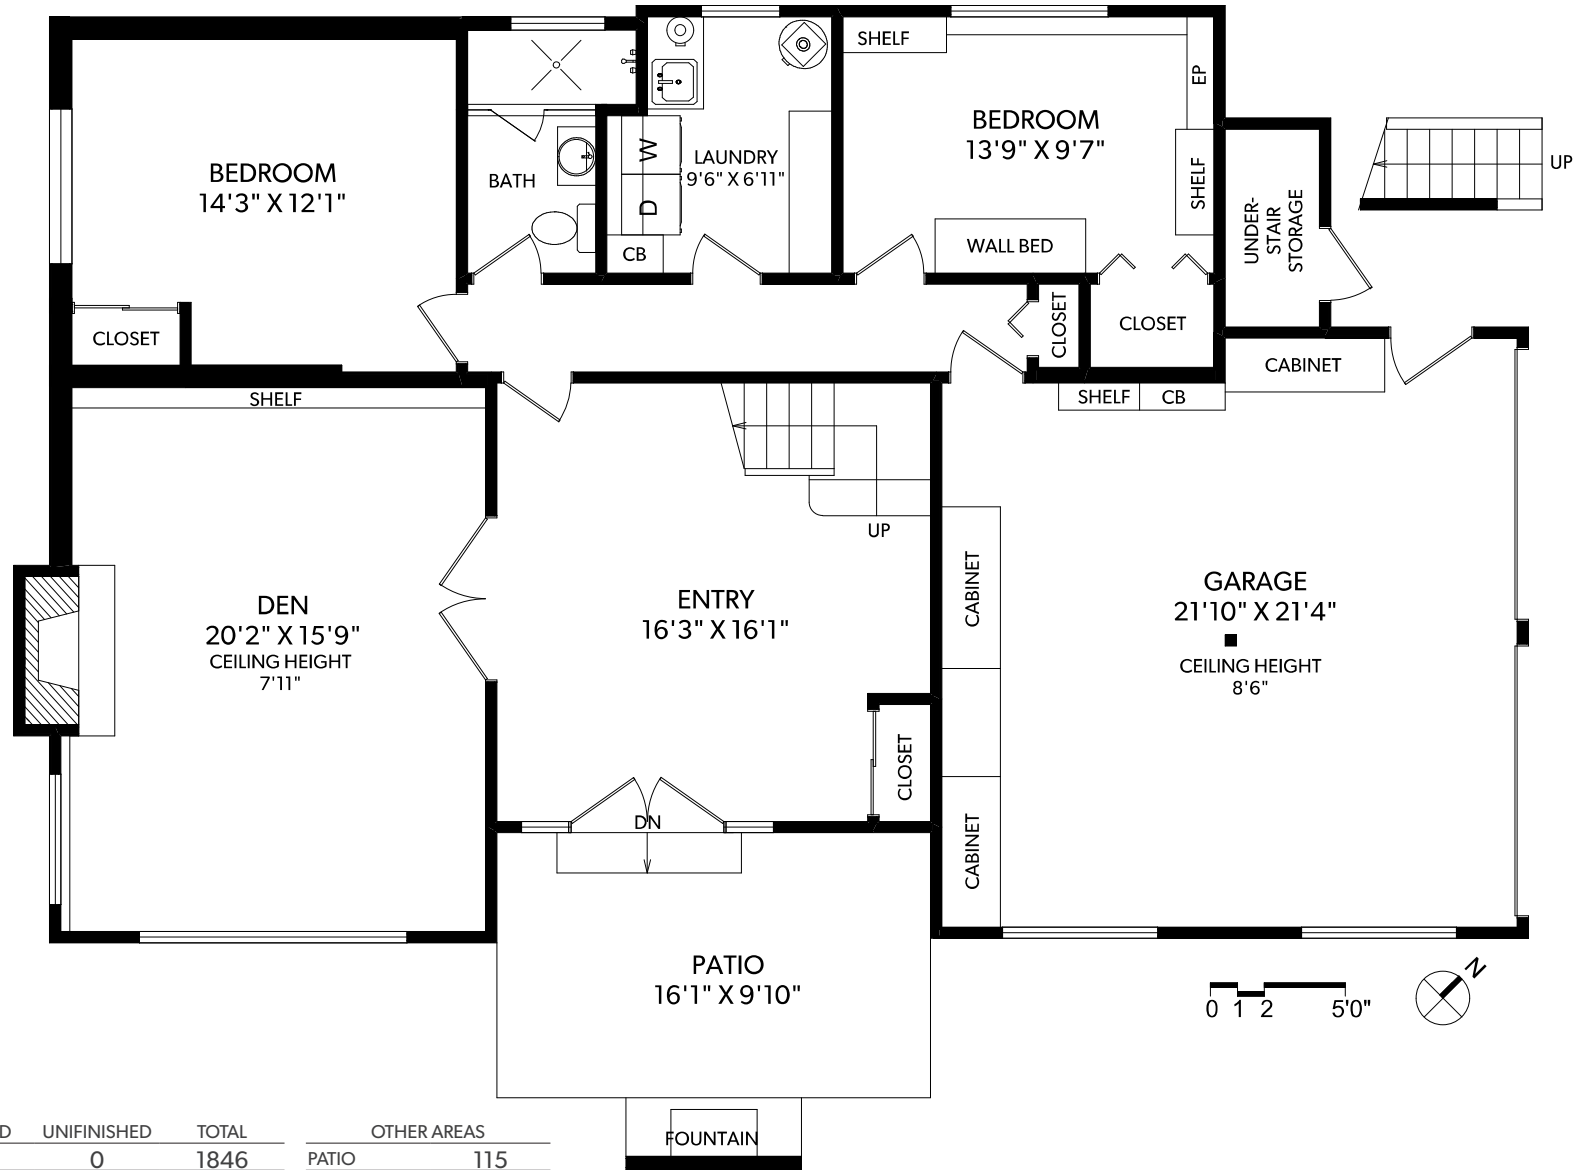 SHELF
EP
BEDROOM
13'9" X 9'7"
BEDROOM
14'3" X 12'1"
BATH
W
D
LAUNDRY
9'6" X 6'11"
CB
SHELF
WALL BED
UNDER-
STAIR
STORAGE
UP
CLOSET
CLOSET
CLOSET
CABINET
SHELF
SHELF
CB
UP
CABINET
DEN
20'2" X 15'9"
CEILING HEIGHT
7'11"
ENTRY
16'3" X 16'1"
GARAGE
21'10" X 21'4"
CEILING HEIGHT
8'6"
CLOSET
DN
CABINET
PATIO
16'1" X 9'10"
N
0 1 2 5'0"
FOUNTAIN
D UNIFINISHED TOTAL
0 1846
OTHER AREAS
PATIO 115